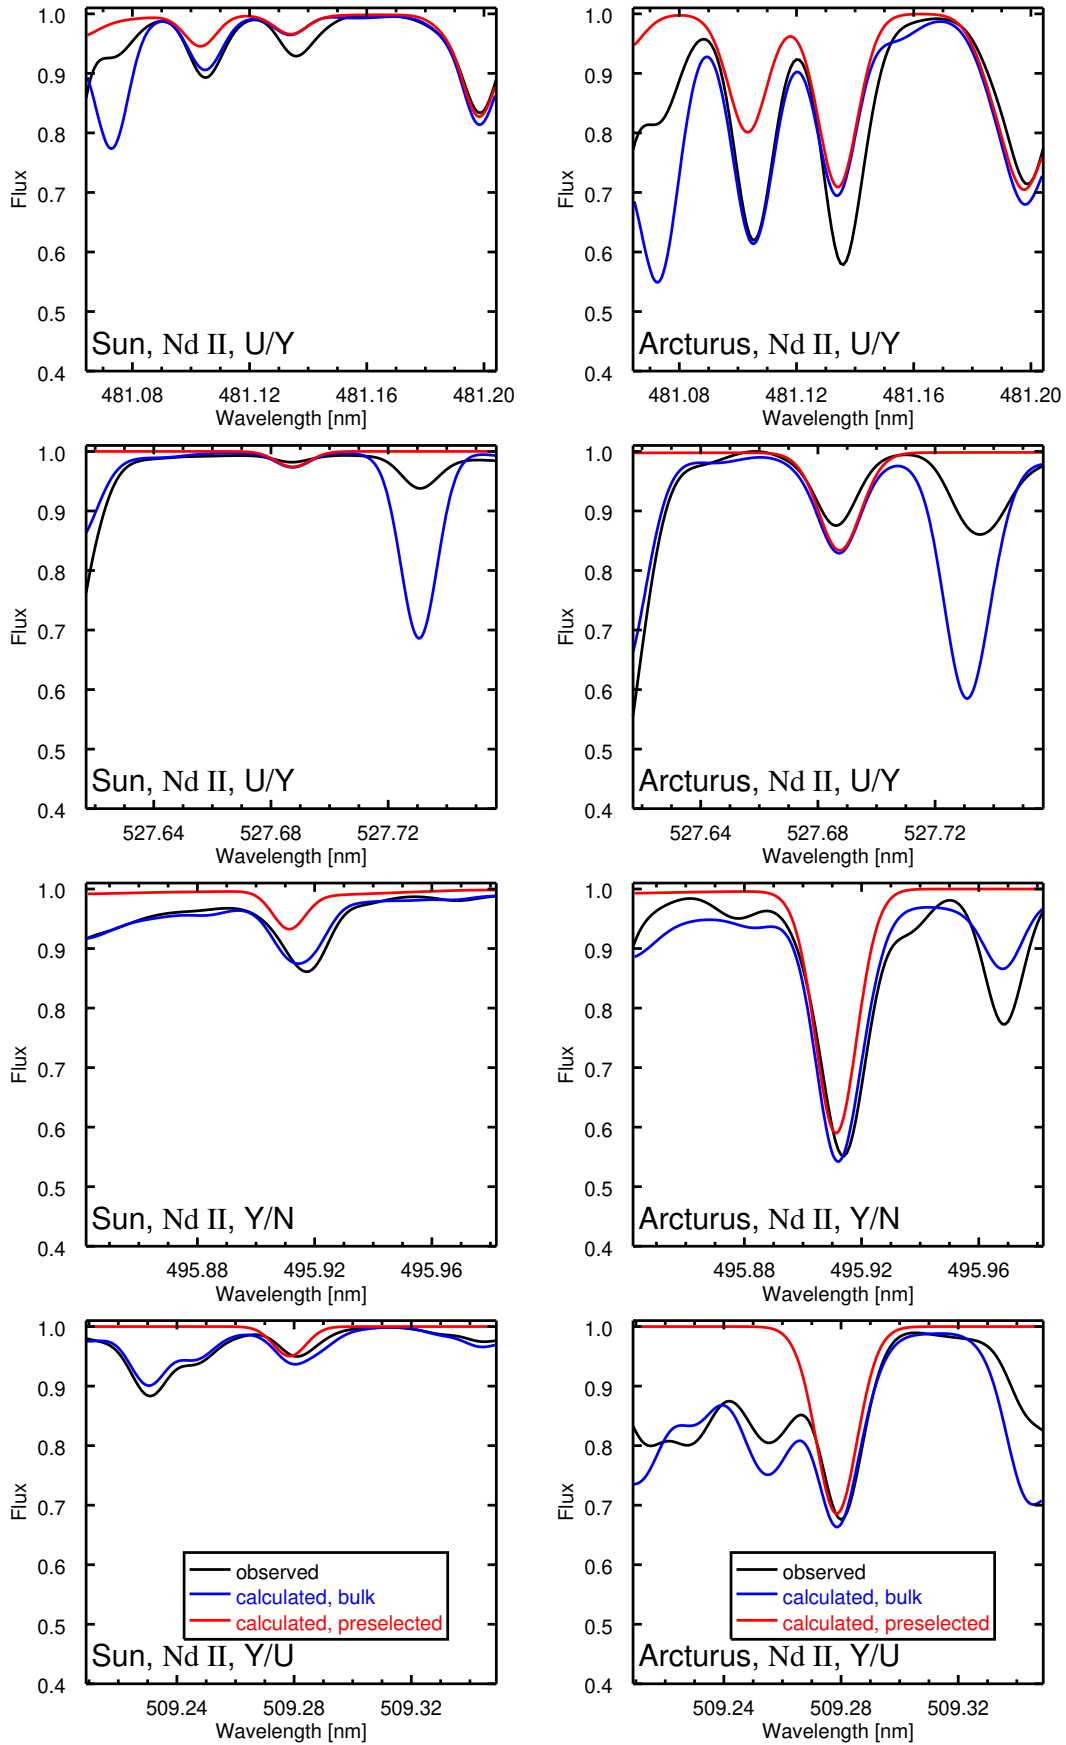 1.0
0.9
0.8
0.7
0.6
0.5
0.4
Flux
Sun, Nd II, U/Y
481.08 481.12 481.16 481.20
Wavelength [nm]
1.0
0.9
0.8
0.7
0.6
0.5
0.4
Flux
Arcturus, Nd II, U/Y
481.08 481.12 481.16 481.20
Wavelength [nm]
1.0
0.9
0.8
0.7
0.6
0.5
0.4
Flux
Sun, Nd II, U/Y
527.64 527.68 527.72
Wavelength [nm]
1.0
0.9
0.8
0.7
0.6
0.5
0.4
Flux
Arcturus, Nd II, U/Y
527.64 527.68 527.72
Wavelength [nm]
1.0
0.9
0.8
0.7
0.6
0.5
0.4
Flux
Sun, Nd II, Y/N
495.88 495.92 495.96
Wavelength [nm]
1.0
0.9
0.8
0.7
0.6
0.5
0.4
Flux
Arcturus, Nd II, Y/N
495.88 495.92 495.96
Wavelength [nm]
1.0
0.9
0.8
0.7
0.6
0.5
0.4
Flux
observed
calculated, bulk
calculated, preselected
Sun, Nd II, Y/U
509.24 509.28 509.32
Wavelength [nm]
1.0
0.9
0.8
0.7
0.6
0.5
0.4
Flux
observed
calculated, bulk
calculated, preselected
Arcturus, Nd II, Y/U
509.24 509.28 509.32
Wavelength [nm]